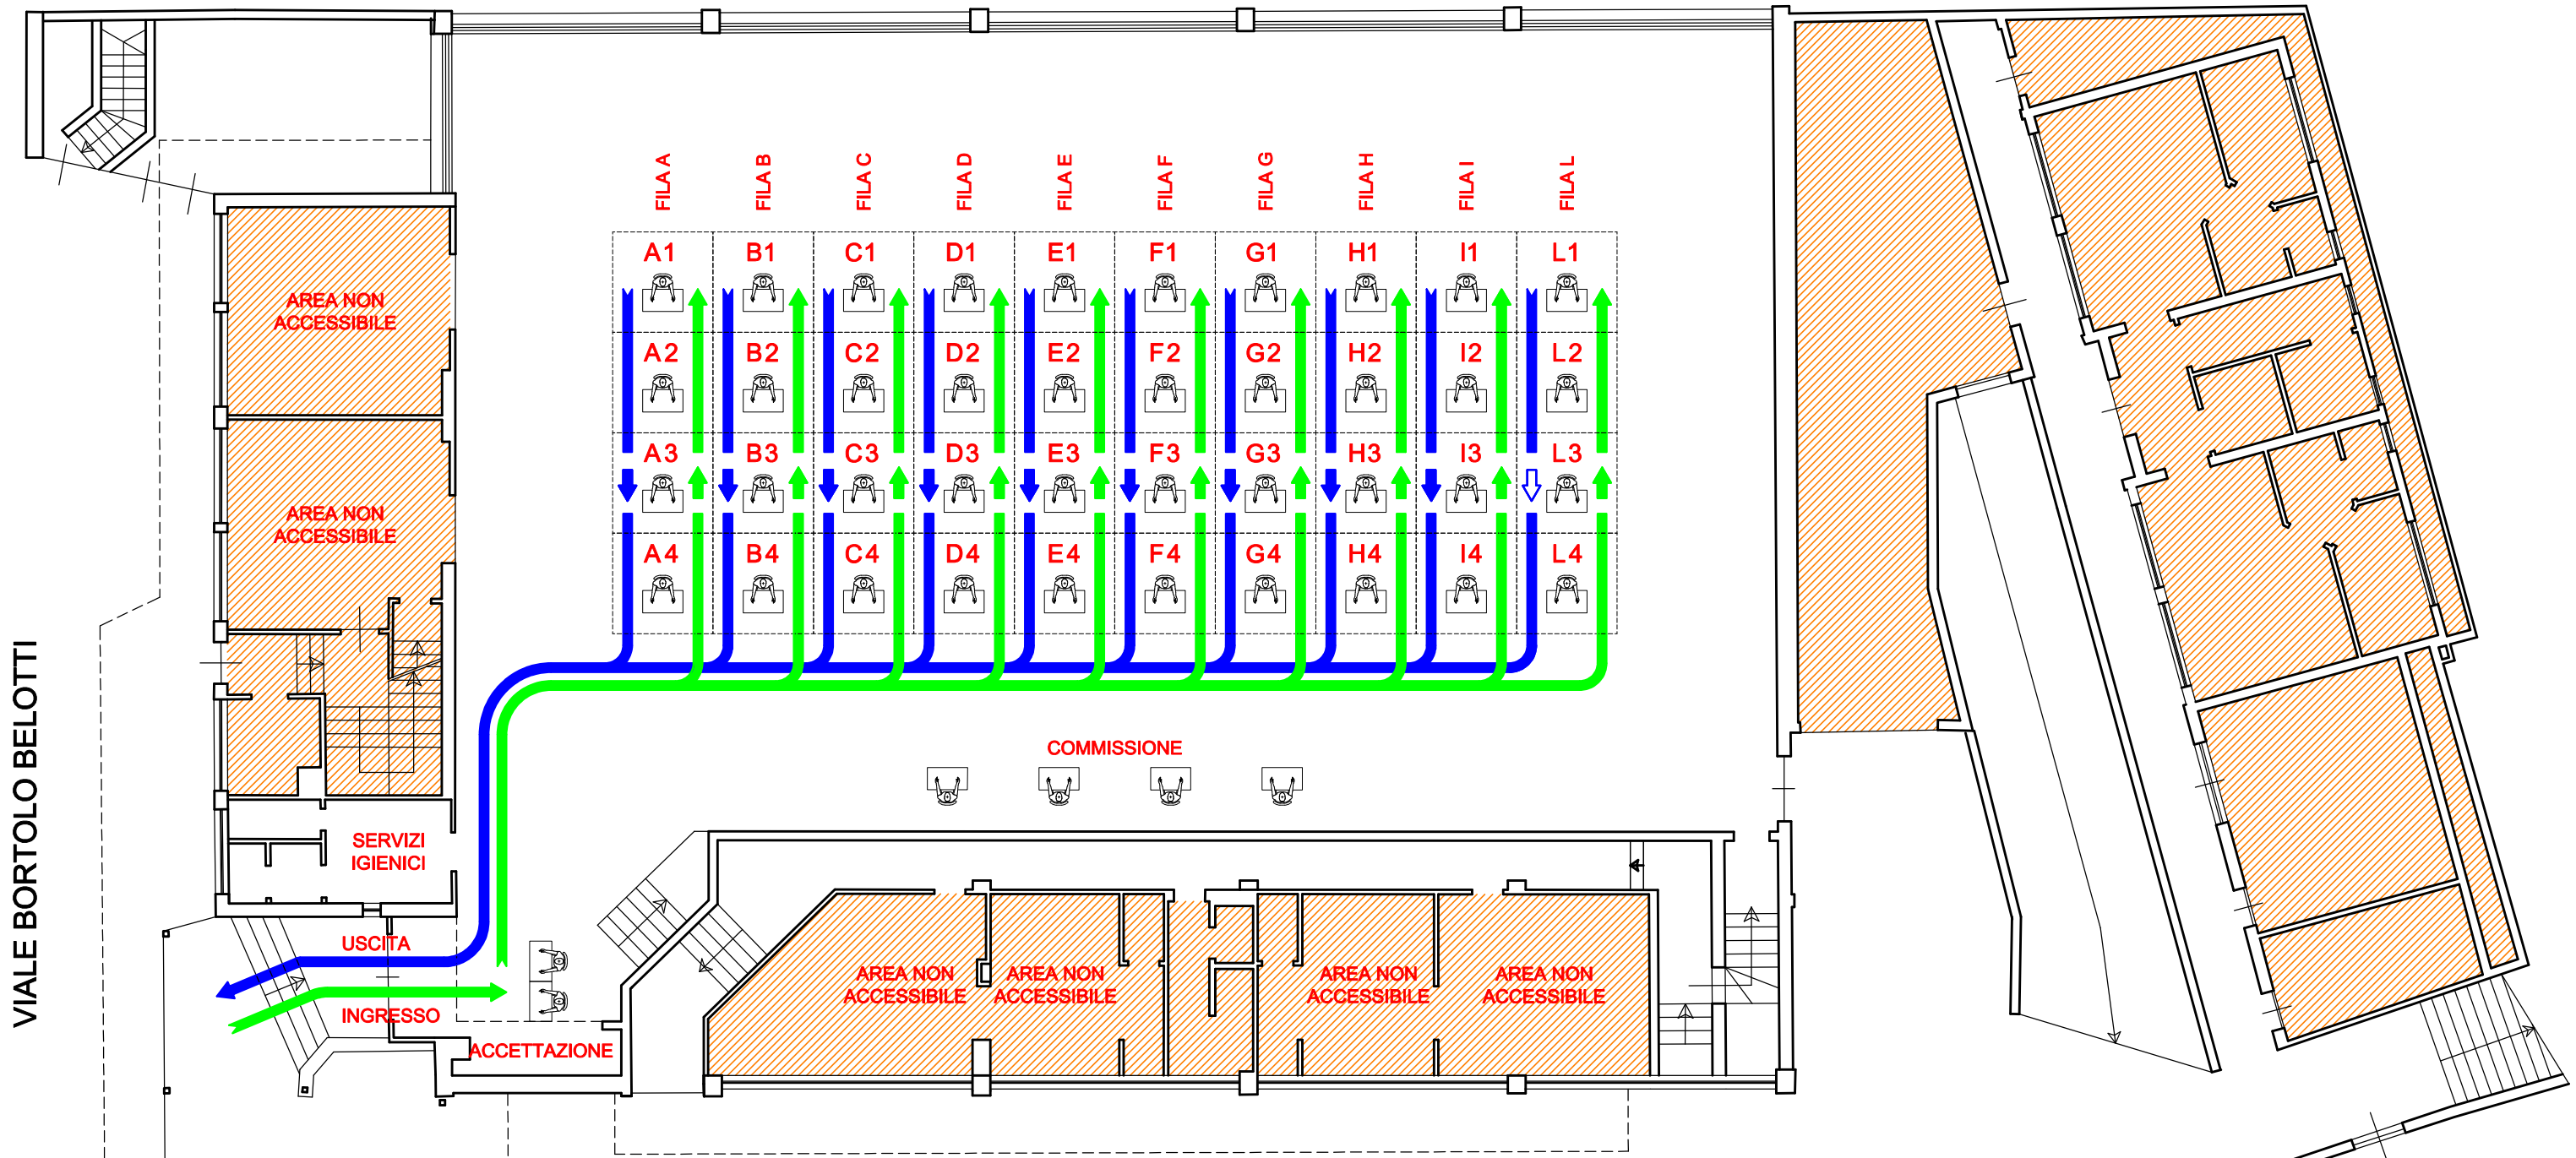 FILA A
FILA B
FILA C
FILA D
FILA E
FILA F
FILA G
FILA H
FILA I
FILA L
A1 B1 C1 D1 E1 F1 G1 H1 I1 L1
A2 B2 C2 D2 E2 F2 G2 H2 I2 L2
A3 B3 C3 D3 E3 F3 G3 H3 I3 L3
A4 B4 C4 D4 E4 F4 G4 H4 I4 L4
AREA NON
ACCESSIBILE
AREA NON
ACCESSIBILE
VIALE BORTOLO BELOTTI
COMMISSIONE
SERVIZI
IGIENICI
USCITA
INGRESSO
ACCETTAZIONE
AREA NON
ACCESSIBILE
AREA NON
ACCESSIBILE
AREA NON
ACCESSIBILE
AREA NON
ACCESSIBILE